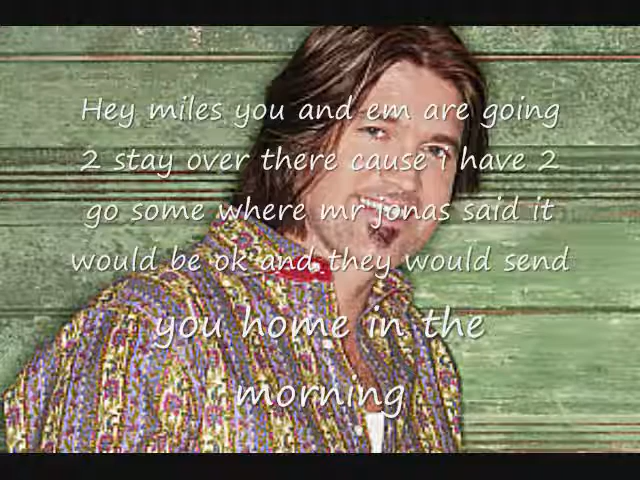 Hey miles you and em are going
2 stay over there cause i have 2
go some where mr jonas said it
would be ok and they would send
you home in the
morning